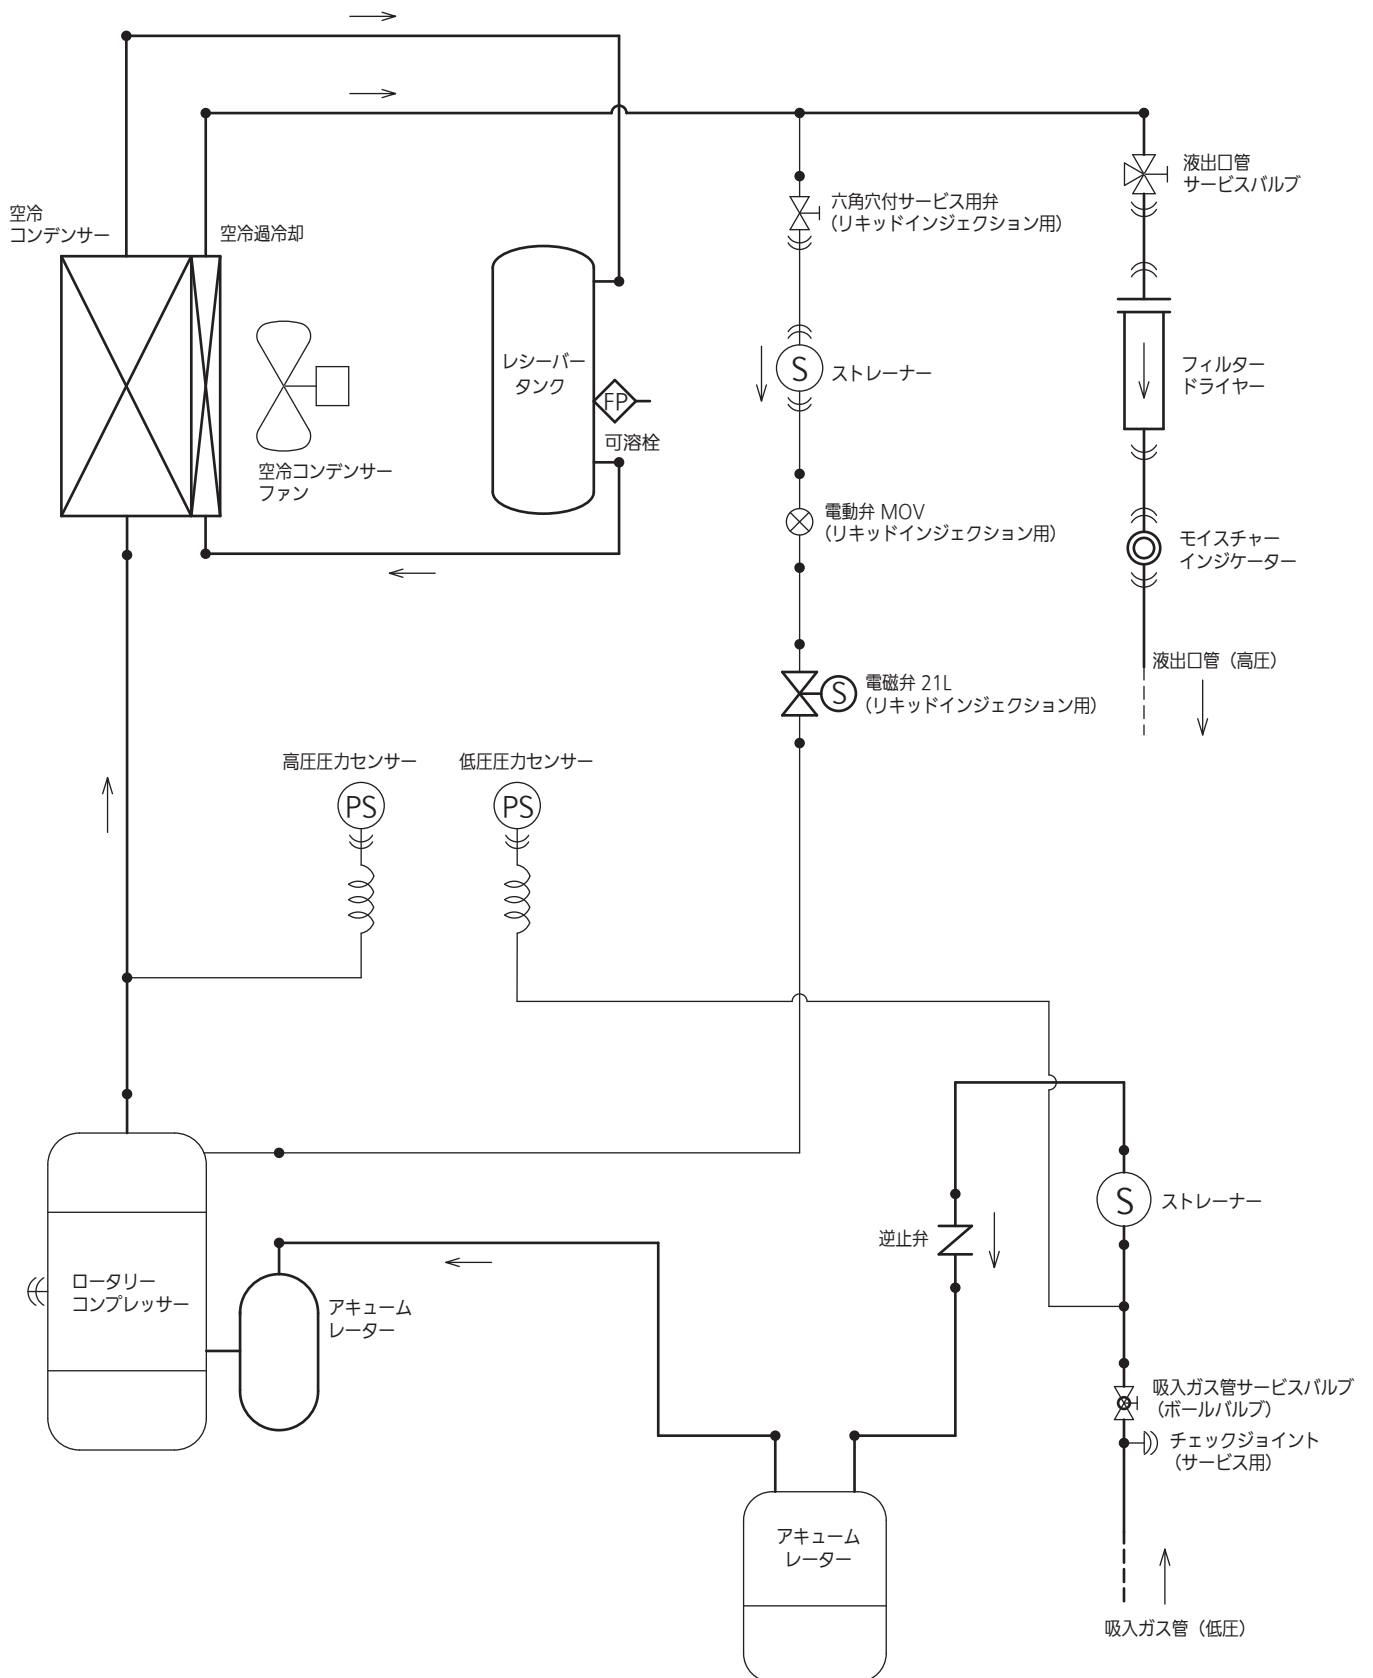 空冷
コンデンサー
空冷過冷却
空冷コンデンサー
ファン
レシーバー
タンク
FP
可溶栓
六角穴付サービス用弁
(リキッドインジェクション用)
S
ストレーナー
電動弁 MOV
(リキッドインジェクション用)
S
電磁弁 21L
(リキッドインジェクション用)
液出口管
サービスバルブ
フィルター
ドライヤー
モイスチャー
インジケーター
液出口管(高圧)
高圧圧力センサー
PS
低圧圧力センサー
PS
S
ストレーナー
逆止弁
ロータリー
コンプレッサー
アキューム
レーター
吸入ガス管サービスバルブ
(ボールバルブ)
チェックジョイント
(サービス用)
アキューム
レーター
吸入ガス管(低圧)